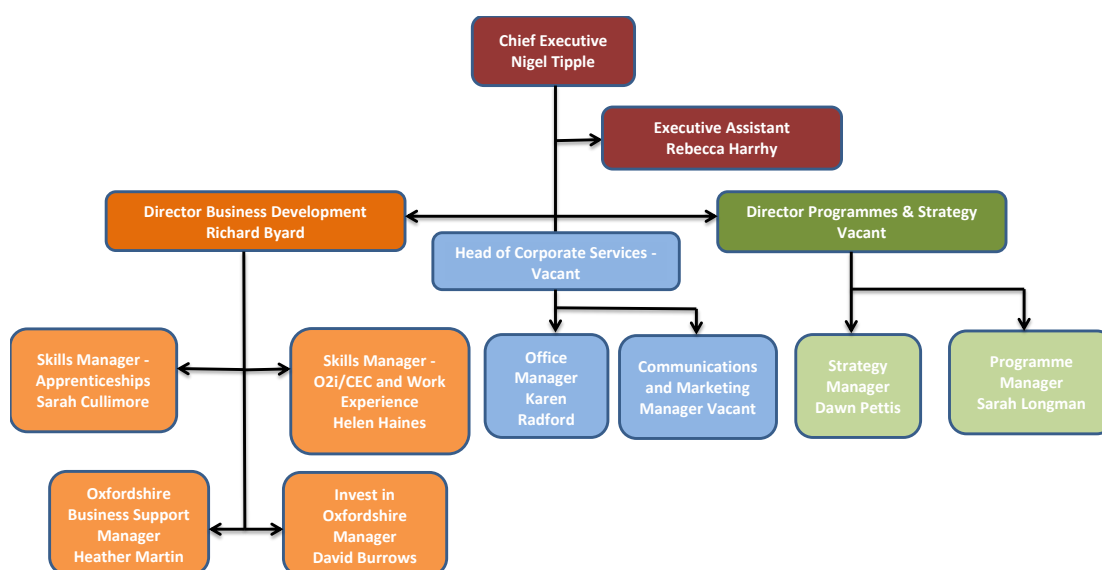 Chief Executive
Nigel Tipple
Executive Assistant
Rebecca Harrhy
Director Business Development
Richard Byard
Director Programmes & Strategy
Vacant
Head of Corporate Services -
Vacant
Skills Manager -
Apprenticeships
Sarah Cullimore
Skills Manager -
O2i/CEC and Work
Experience
Helen Haines
Office
Manager
Karen
Radford
Communications
and Marketing
Manager Vacant
Strategy
Manager
Dawn Pettis
Programme
Manager
Sarah Longman
Oxfordshire
Business Support
Manager
Heather Martin
Invest in
Oxfordshire
Manager
David Burrows